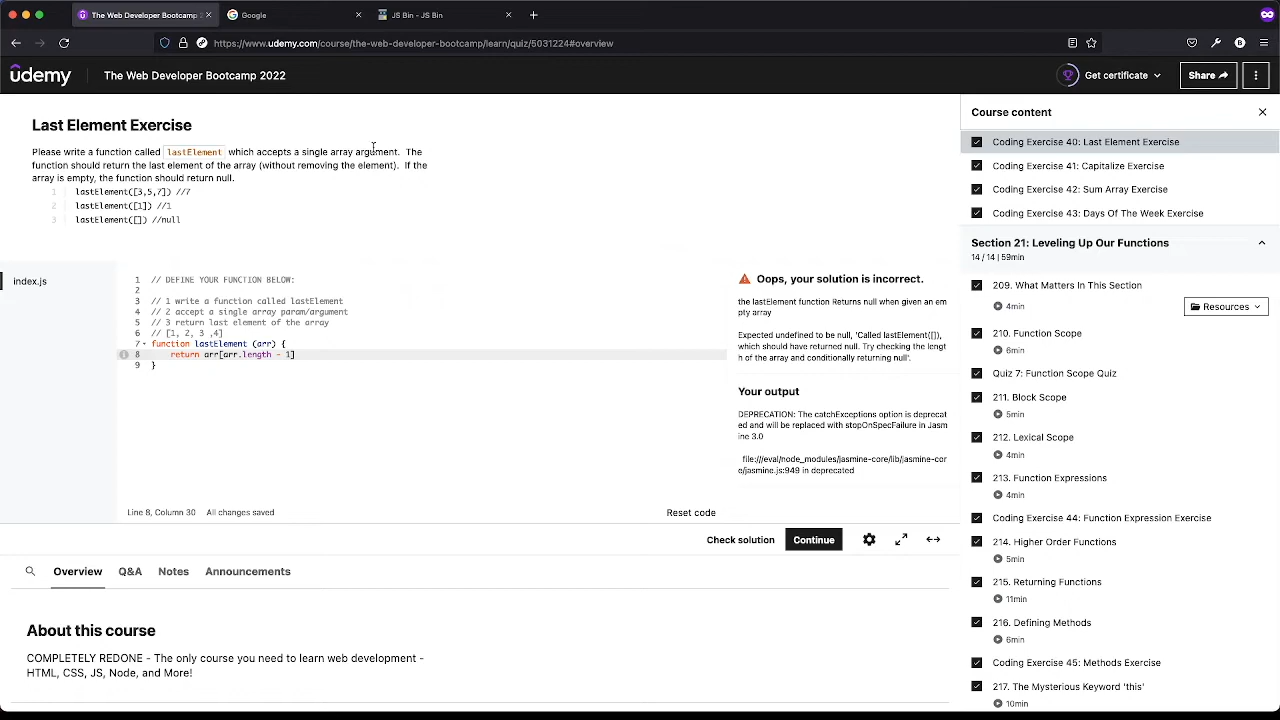 The Web Developer Bootcamp 2
Google
JS Bin - JS Bin
https://www.udemy.com/course/the-web-developer-bootcamp/learn/quiz/5031224#overview
B
ûdemy
The Web Developer Bootcamp 2022
Get certificate
Share
Last Element Exercise
Please write a function called lastElement which accepts a single array argument. The
function should return the last element of the array (without removing the element). If the
array is empty, the function should return null.
1 lastElement([3,5,7]) //7
2 lastElement([1]) //1
3 lastElement([]) //null
index.js
1 // DEFINE YOUR FUNCTION BELOW:
2
3 // 1 write a function called lastElement
4 // 2 accept a single array param/argument
5 // 3 return last element of the array
6 // [1, 2, 3 ,4]
7 function lastElement (arr) {
8 return arr[arr.length - 1]
9 }
Line 8, Column 30 All changes saved
Reset code
Oops, your solution is incorrect.
the lastElement function Returns null when given an em
pty array
Expected undefined to be null, 'Called lastElement([]),
which should have returned null. Try checking the lengt
h of the array and conditionally returning null'.
Your output
DEPRECATION: The catchExceptions option is deprecat
ed and will be replaced with stopOnSpecFailure in Jas
mine 3.0
file:///eval/node_modules/jasmine-core/lib/jasmine-cor
e/jasmine.js:949 in deprecated
Check solution
Continue
Overview
Q&A
Notes
Announcements
About this course
COMPLETELY REDONE - The only course you need to learn web development -
HTML, CSS, JS, Node, and More!
Course content
Coding Exercise 40: Last Element Exercise
Coding Exercise 41: Capitalize Exercise
Coding Exercise 42: Sum Array Exercise
Coding Exercise 43: Days Of The Week Exercise
Section 21: Leveling Up Our Functions
14 / 14 | 59min
209. What Matters In This Section
4min
Resources
210. Function Scope
6min
Quiz 7: Function Scope Quiz
211. Block Scope
5min
212. Lexical Scope
4min
213. Function Expressions
4min
Coding Exercise 44: Function Expression Exercise
214. Higher Order Functions
5min
215. Returning Functions
11min
216. Defining Methods
6min
Coding Exercise 45: Methods Exercise
217. The Mysterious Keyword 'this'
10min